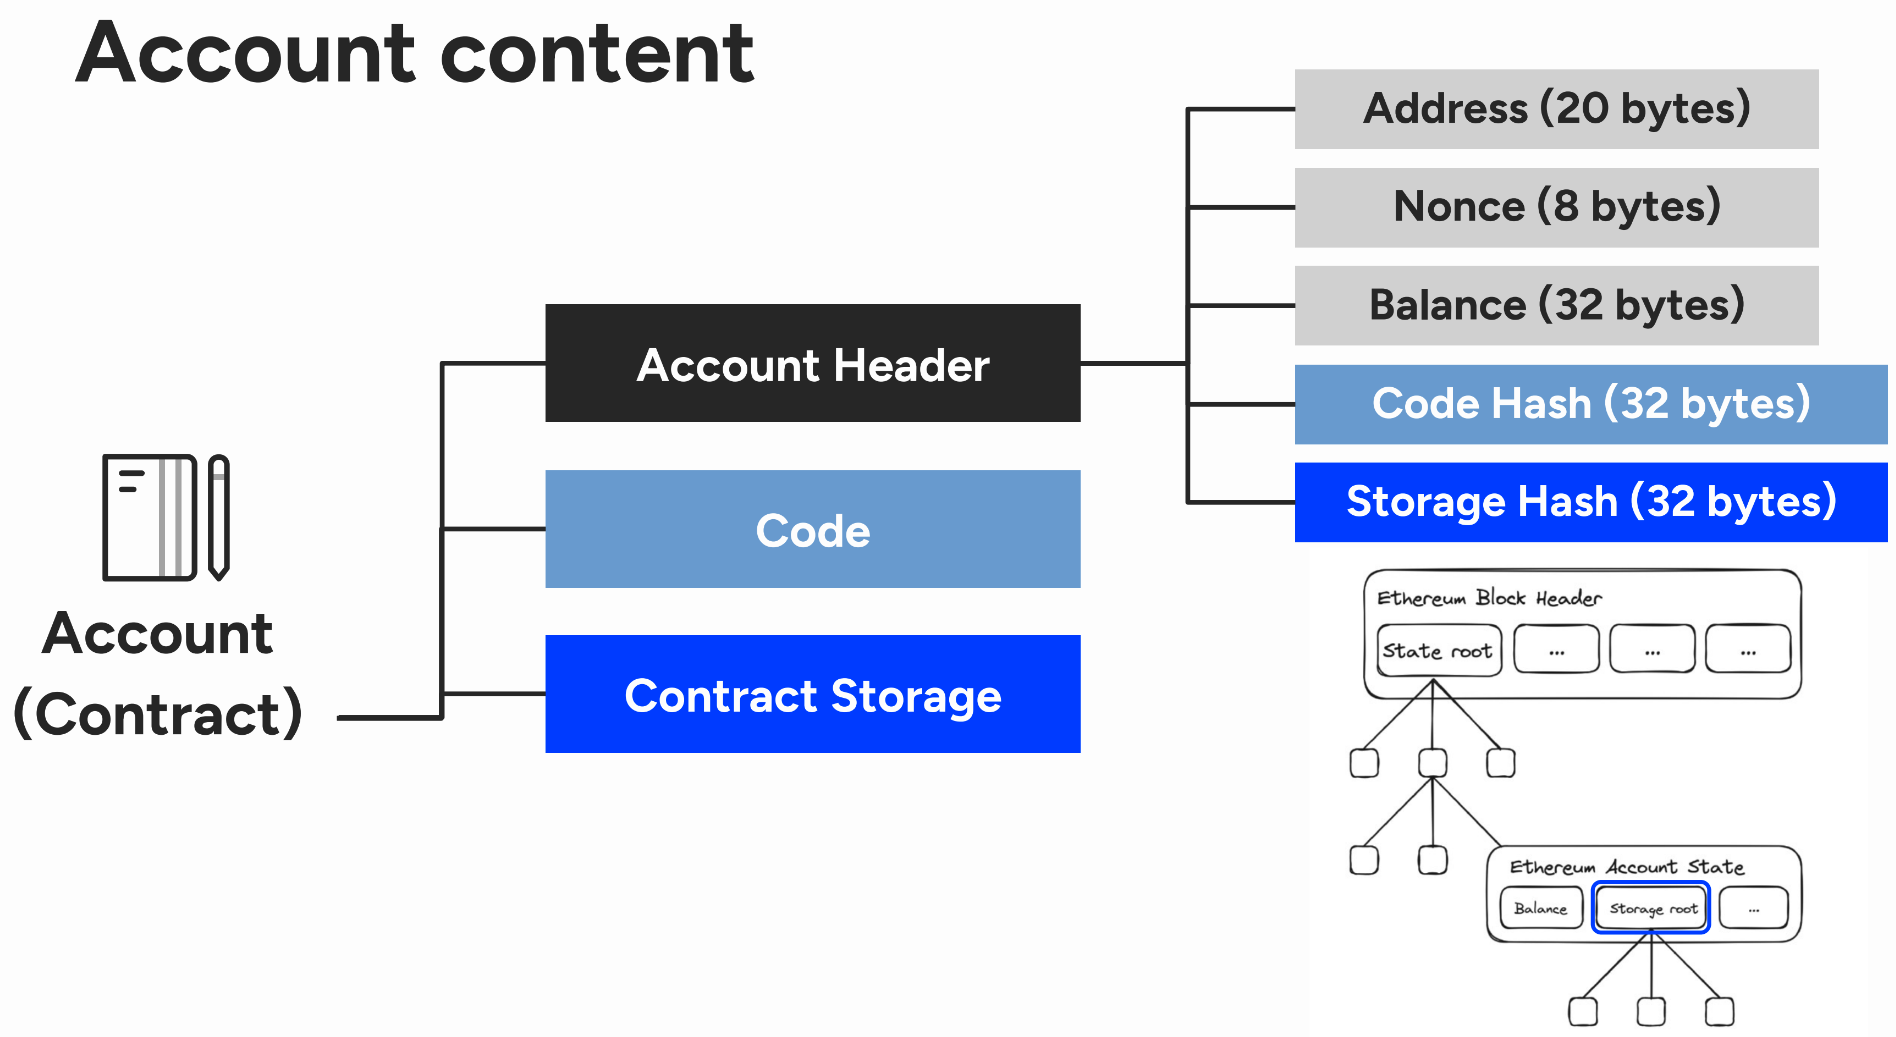 Account content
Account
(Contract)
Account Header
Code
Contract Storage
Address (20 bytes)
Nonce (8 bytes)
Balance (32 bytes)
Code Hash (32 bytes)
Storage Hash (32 bytes)
Ethereum Block Header
State root
...
...
...
Ethereum Account State
Balance
Storage root
...